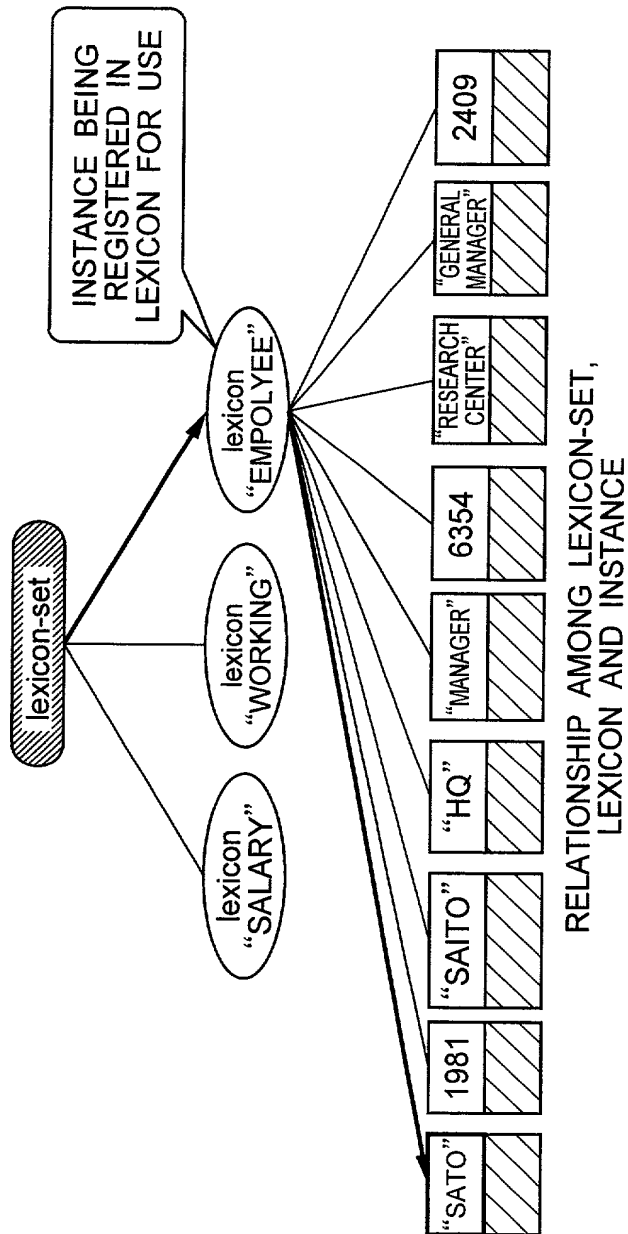 lexicon-set
INSTANCE BEING
REGISTERED IN
LEXICON FOR USE
lexicon
“SALARY”
lexicon
“WORKING”
lexicon
“EMPOLYEE”
“SATO”
1981
“SAITO”
“HQ”
“MANAGER”
6354
“RESEARCH
CENTER”
“GENERAL
MANAGER”
2409
RELATIONSHIP AMONG LEXICON-SET,
LEXICON AND INSTANCE